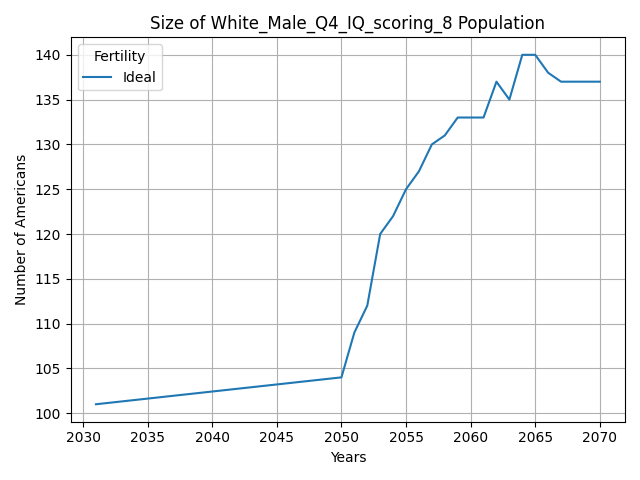 Size of White_Male_Q4_IQ_scoring_8 Population
Fertility
Ideal
140
135
130
125
120
115
110
105
100
Number of Americans
2030 2035 2040 2045 2050 2055 2060 2065 2070
Years